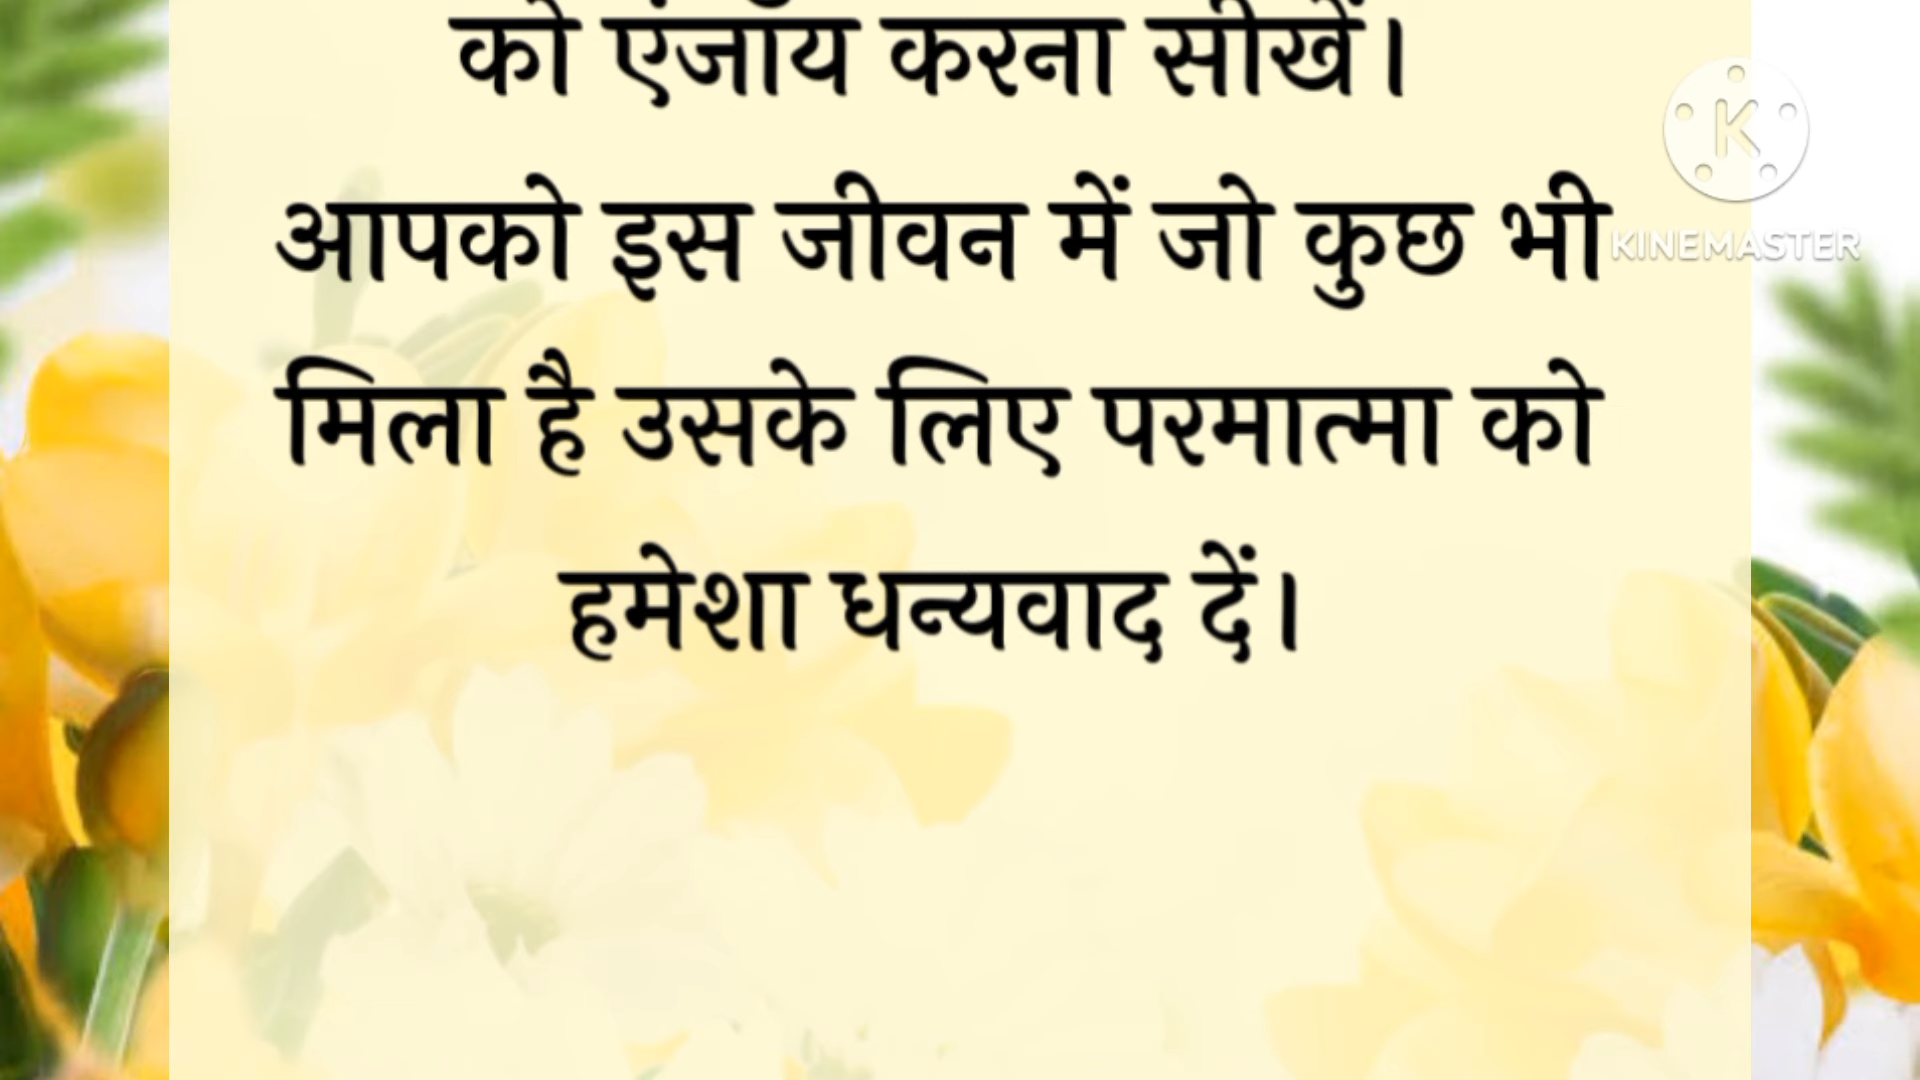 को एंजॉय करना सीखें।
आपको इस जीवन में जो कुछ भी
KINEMASTER
मिला है उसके लिए परमात्मा को
हमेशा धन्यवाद दें।